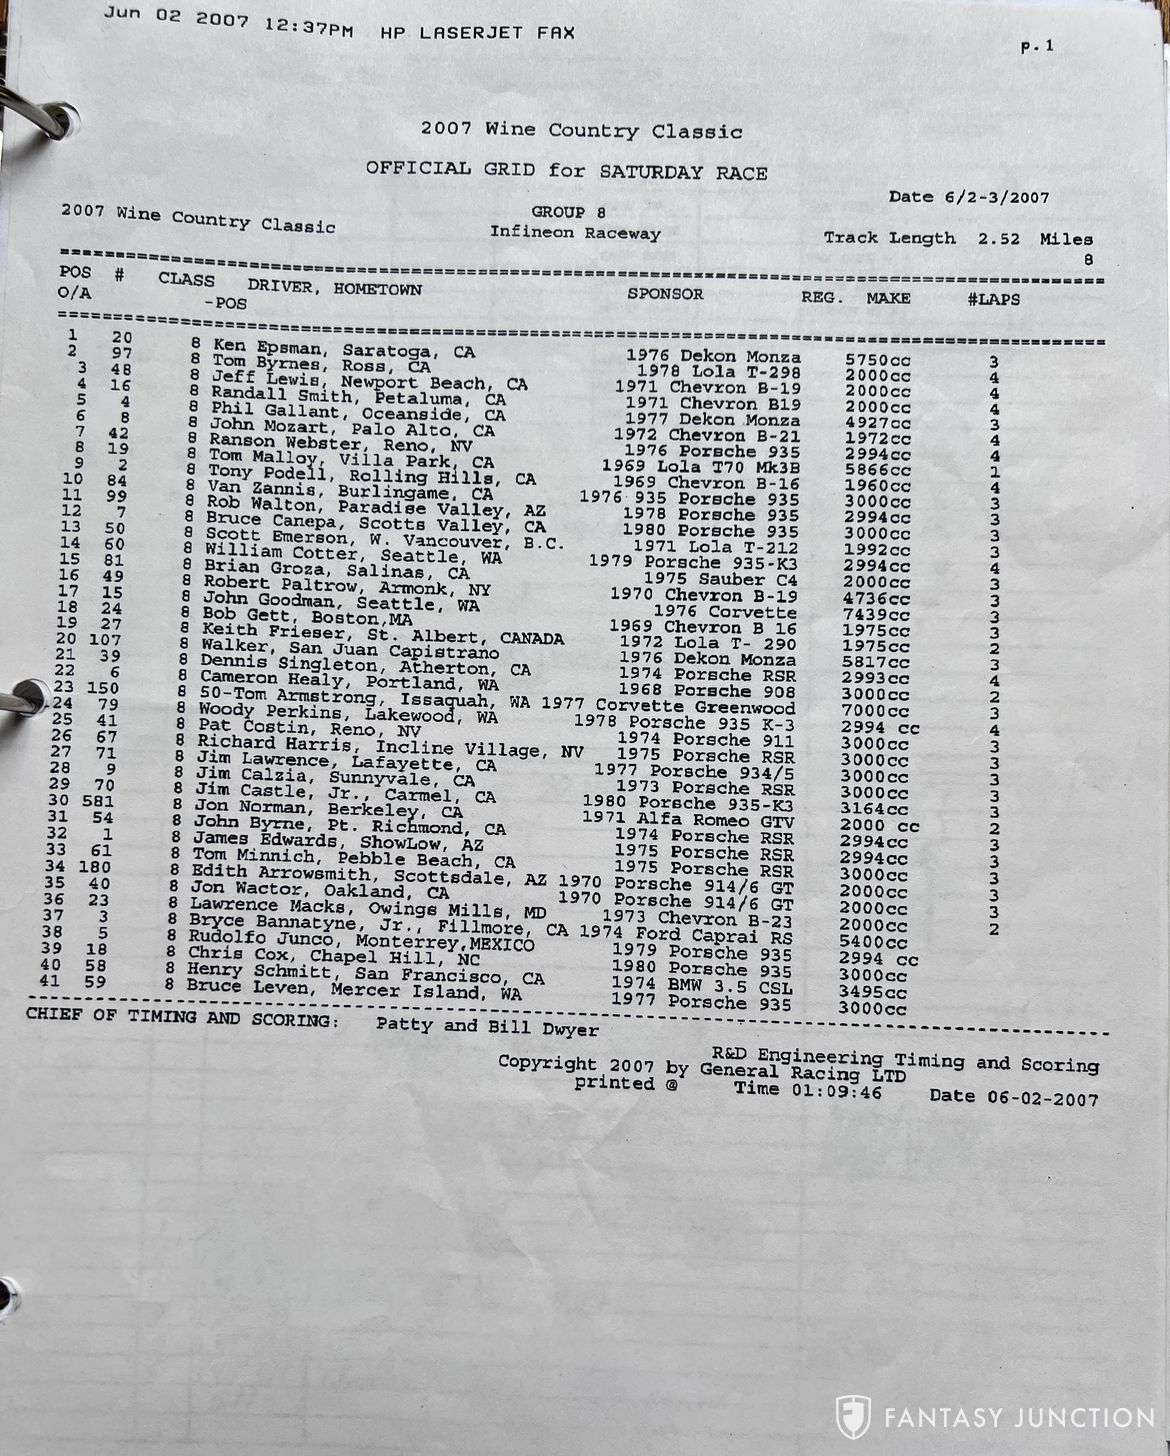 Jun 02 2007 12:37PM HP LASERJET FAX p.1
2007 Wine Country Classic
OFFICIAL GRID for SATURDAY RACE
Date 6/2-3/2007
2007 Wine Country Classic GROUP 8
Infineon Raceway Track Length 2.52 Miles
8
POS # CLASS DRIVER, HOMETOWN SPONSOR REG. MAKE #LAPS
O/A -POS
1 20 8 Ken Epsman, Saratoga, CA 1976 Dekon Monza 5750cc 3
2 97 8 Tom Byrnes, Ross, CA 1978 Lola T-298 2000cc 4
3 48 8 Jeff Lewis, Newport Beach, CA 1971 Chevron B-19 2000cc 4
4 16 8 Randall Smith, Petaluma, CA 1971 Chevron B19 2000cc 4
5 4 8 Phil Gallant, Oceanside, CA 1977 Dekon Monza 4927cc 3
6 8 8 John Mozart, Palo Alto, CA 1972 Chevron B-21 1972cc 4
7 42 8 Ranson Webster, Reno, NV 1976 Porsche 935 2994cc 4
8 19 8 Tom Malloy, Villa Park, CA 1969 Lola T70 Mk3B 5866cc 1
9 2 8 Tony Podell, Rolling Hills, CA 1969 Chevron B-16 1960cc 4
10 84 8 Van Zannis, Burlingame, CA 1976 935 Porsche 935 3000cc 3
11 99 8 Rob Walton, Paradise Valley, AZ 1978 Porsche 935 2994cc 3
12 7 8 Bruce Canepa, Scotts Valley, CA 1980 Porsche 935 3000cc 3
13 50 8 Scott Emerson, W. Vancouver, B.C. 1971 Lola T-212 1992cc 3
14 60 8 William Cotter, Seattle, WA 1979 Porsche 935-K3 2994cc 4
15 81 8 Brian Groza, Salinas, CA 1975 Sauber C4 2000cc 3
16 49 8 Robert Paltrow, Armonk, NY 1970 Chevron B-19 4736cc 3
17 15 8 John Goodman, Seattle, WA 1976 Corvette 7439cc 3
18 24 8 Bob Gett, Boston,MA 1969 Chevron B 16 1975cc 3
19 27 8 Keith Frieser, St. Albert, CANADA 1972 Lola T- 290 1975cc 2
20 107 8 Walker, San Juan Capistrano 1976 Dekon Monza 5817cc 3
21 39 8 Dennis Singleton, Atherton, CA 1974 Porsche RSR 2993cc 4
22 6 8 Cameron Healy, Portland, WA 1968 Porsche 908 3000cc 2
23 150 8 50-Tom Armstrong, Issaquah, WA 1977 Corvette Greenwood 7000cc 3
24 79 8 Woody Perkins, Lakewood, WA 1978 Porsche 935 K-3 2994 cc 4
25 41 8 Pat Costin, Reno, NV 1974 Porsche 911 3000cc 3
26 67 8 Richard Harris, Incline Village, NV 1975 Porsche RSR 3000cc 3
27 71 8 Jim Lawrence, Lafayette, CA 1977 Porsche 934/5 3000cc 3
28 9 8 Jim Calzia, Sunnyvale, CA 1973 Porsche RSR 3000cc 3
29 70 8 Jim Castle, Jr., Carmel, CA 1980 Porsche 935-K3 3164cc 3
30 581 8 Jon Norman, Berkeley, CA 1971 Alfa Romeo GTV 2000 cc 2
31 54 8 John Byrne, Pt. Richmond, CA 1974 Porsche RSR 2994cc 3
32 1 8 James Edwards, ShowLow, AZ 1975 Porsche RSR 2994cc 3
33 61 8 Tom Minnich, Pebble Beach, CA 1975 Porsche RSR 3000cc 3
34 180 8 Edith Arrowsmith, Scottsdale, AZ 1970 Porsche 914/6 GT 2000cc 3
35 40 8 Jon Wactor, Oakland, CA 1970 Porsche 914/6 GT 2000cc 3
36 23 8 Lawrence Macks, Owings Mills, MD 1973 Chevron B-23 2000cc 2
37 3 8 Bryce Bannatyne, Jr., Fillmore, CA 1974 Ford Caprai RS 5400cc
38 5 8 Rudolfo Junco, Monterrey,MEXICO 1979 Porsche 935 2994 cc
39 18 8 Chris Cox, Chapel Hill, NC 1980 Porsche 935 3000cc
40 58 8 Henry Schmitt, San Francisco, CA 1974 BMW 3.5 CSL 3495cc
41 59 8 Bruce Leven, Mercer Island, WA 1977 Porsche 935 3000cc
CHIEF OF TIMING AND SCORING: Patty and Bill Dwyer
R&D Engineering Timing and Scoring
Copyright 2007 by General Racing LTD
printed @ Time 01:09:46 Date 06-02-2007
FANTASY JUNCTION